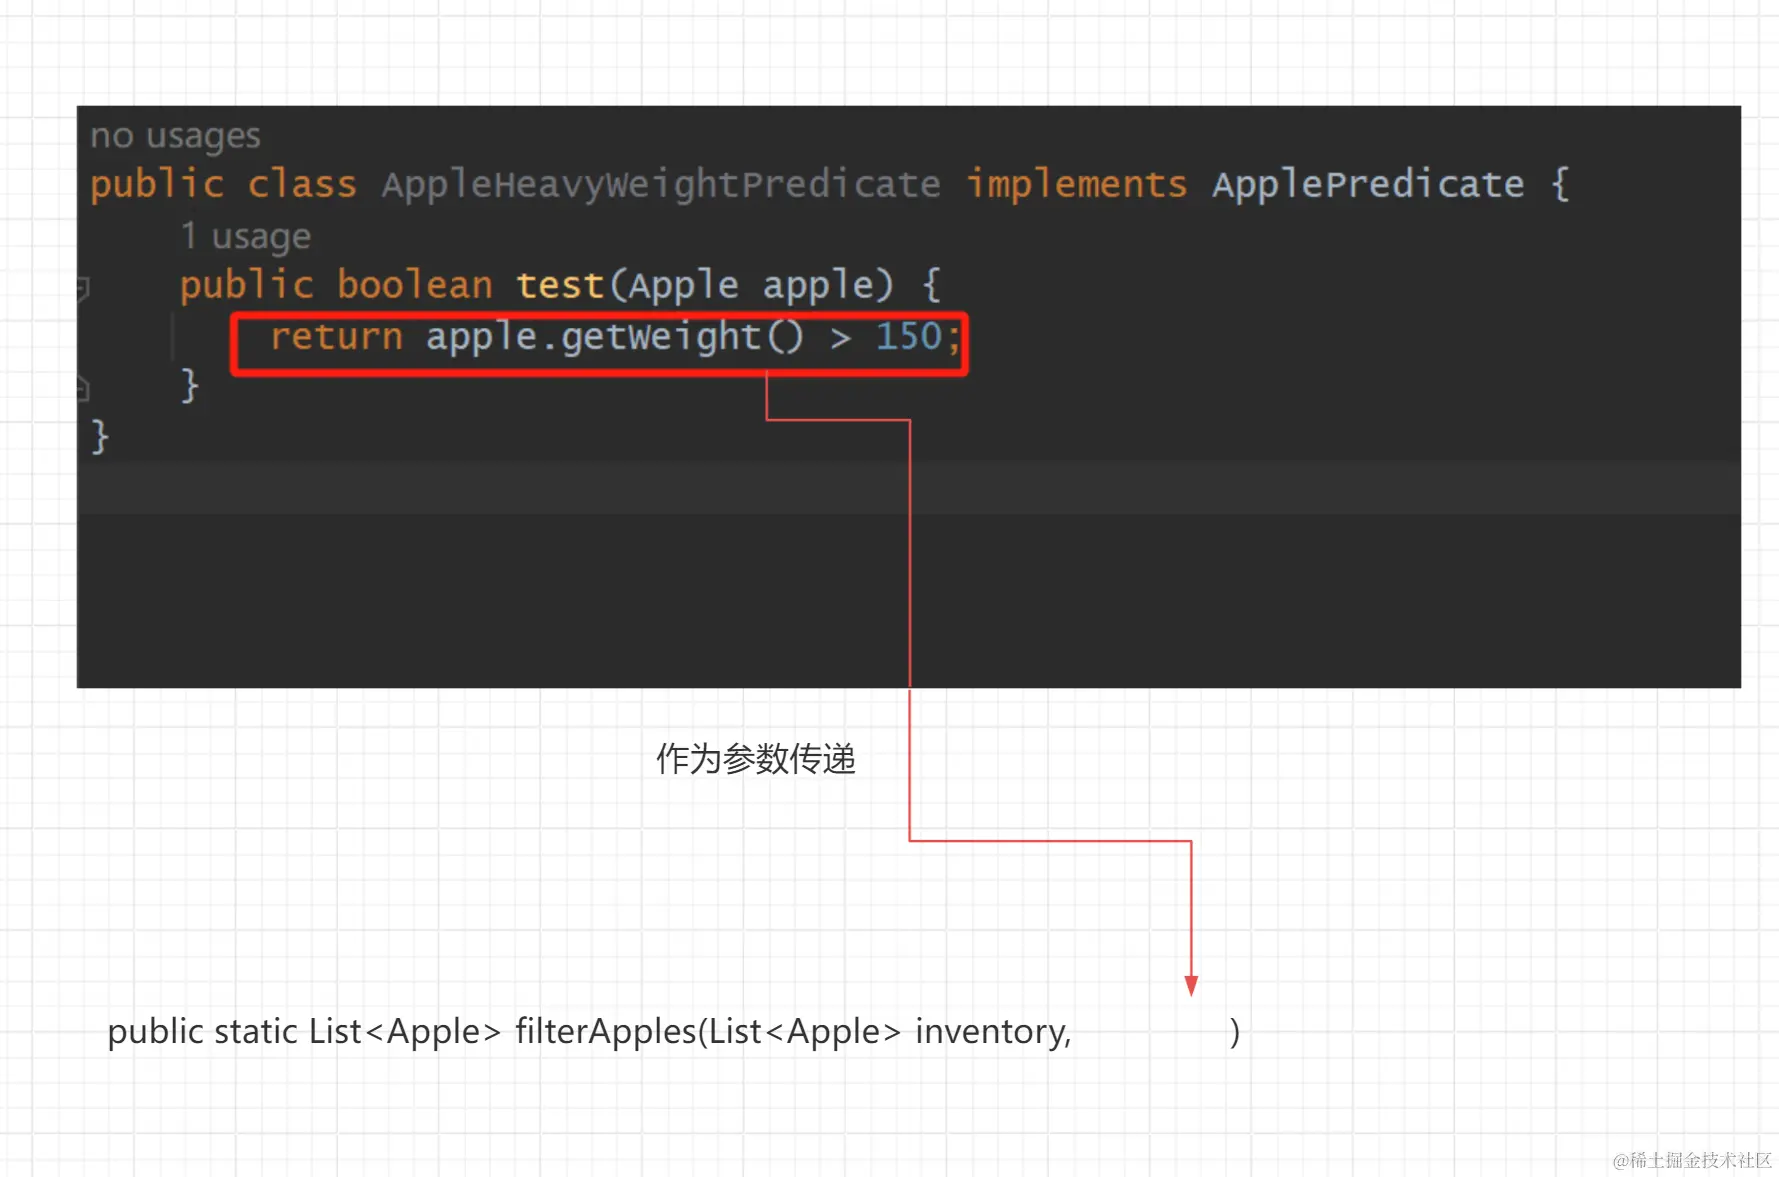 no usages
public class AppleHeavyWeightPredicate implements ApplePredicate {
1 usage
public boolean test(Apple apple) {
return apple.getWeight() > 150;
}
}
作为参数传递
public static List<Apple> filterApples(List<Apple> inventory, )
@稀土掘金技术社区